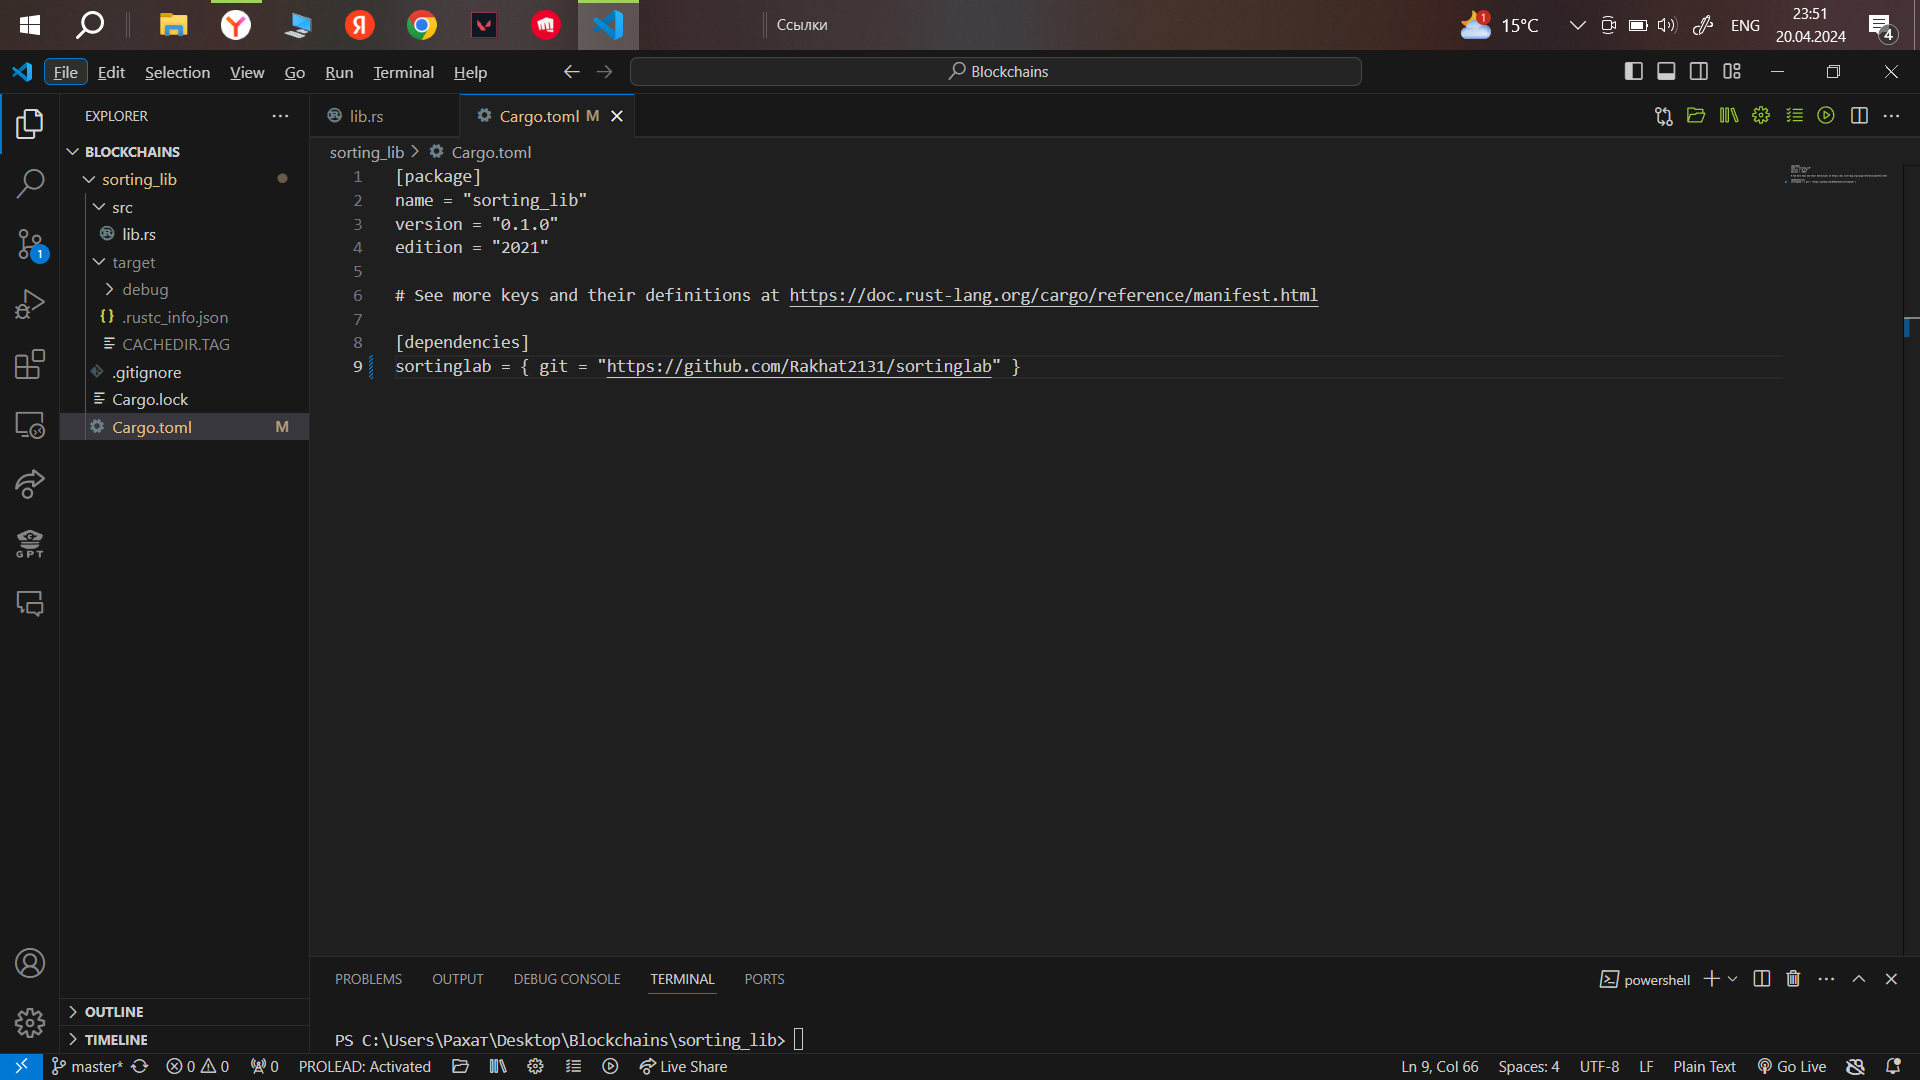 Ссылки
1
15°C
ENG
23:51
20.04.2024
4
File Edit Selection View Go Run Terminal Help
Blockchains
EXPLORER
lib.rs
Cargo.toml M
BLOCKCHAINS
sorting_lib
src
lib.rs
target
debug
.rustc_info.json
CACHEDIR.TAG
.gitignore
Cargo.lock
Cargo.toml M
1
GPT
OUTLINE
TIMELINE
sorting_lib > Cargo.toml
1 [package]
2 name = "sorting_lib"
3 version = "0.1.0"
4 edition = "2021"
5
6 # See more keys and their definitions at https://doc.rust-lang.org/cargo/reference/manifest.html
7
8 [dependencies]
9 sortinglab = { git = "https://github.com/Rakhat2131/sortinglab" }
PROBLEMS OUTPUT DEBUG CONSOLE TERMINAL PORTS
powershell
PS C:\Users\Рахат\Desktop\Blockchains\sorting_lib>
master* 0 0 0 PROLEAD: Activated Live Share
Ln 9, Col 66 Spaces: 4 UTF-8 LF Plain Text Go Live